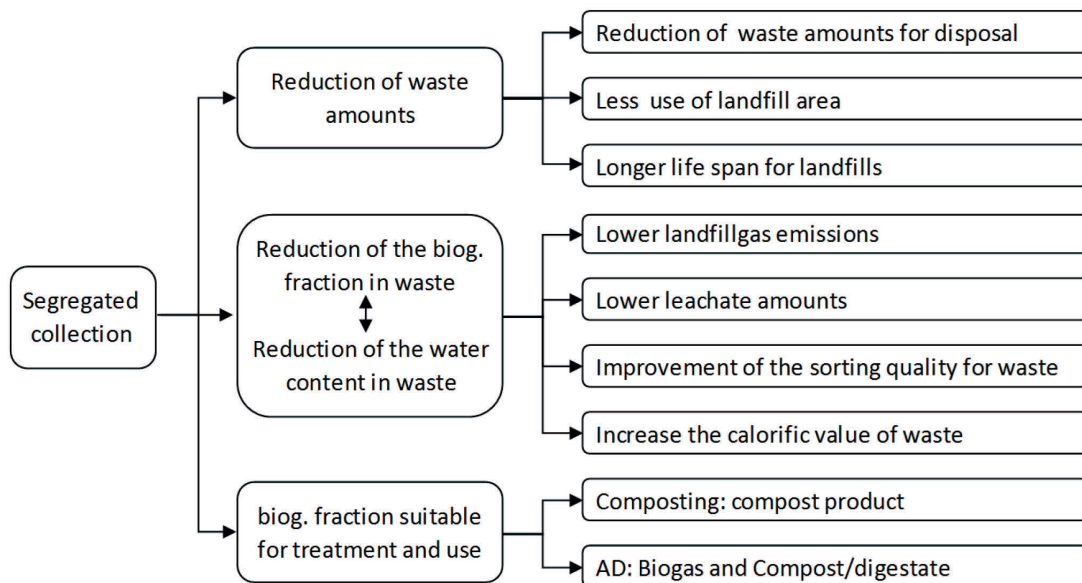 Segregated
collection
Reduction of waste
amounts
Reduction of waste amounts for disposal
Less use of landfill area
Longer life span for landfills
Reduction of the biog.
fraction in waste
Reduction of the water
content in waste
Lower landfillgas emissions
Lower leachate amounts
Improvement of the sorting quality for waste
Increase the calorific value of waste
biog. fraction suitable
for treatment and use
Composting: compost product
AD: Biogas and Compost/digestate